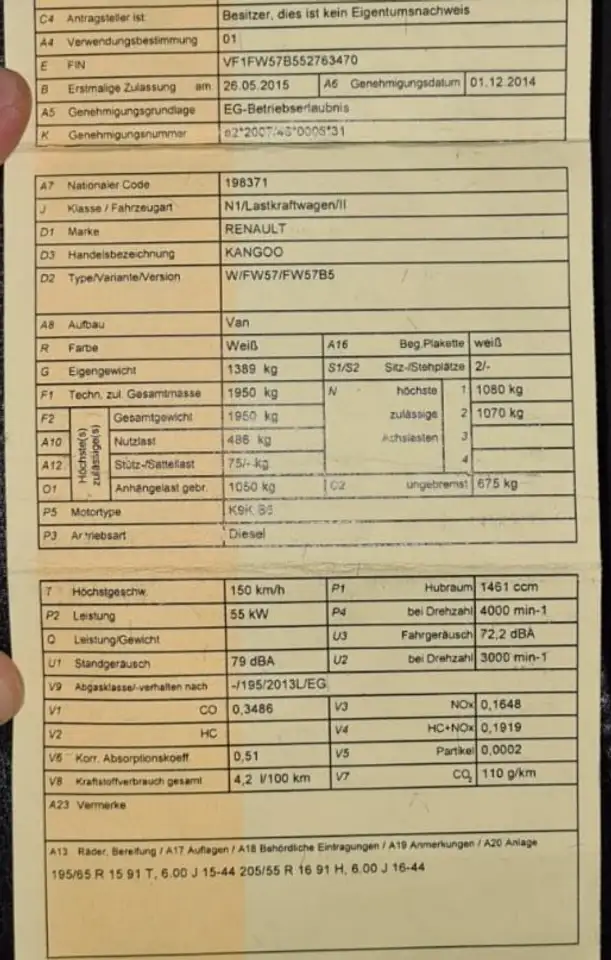 C4 Antragsteller ist Besitzer, dies ist kein Eigentumsnachweis
A4 Verwendungsbestimmung 01
E FIN VF1FW57B552763470
B Erstmalige Zulassung am 26.05.2015 A6 Genehmigungsdatum 01.12.2014
A5 Genehmigungsgrundlage EG-Betriebserlaubnis
K Genehmigungsnummer e2*2007/46*0005*31
A7 Nationaler Code 198371
J Klasse / Fahrzeugart N1/Lastkraftwagen/II
D1 Marke RENAULT
D3 Handelsbezeichnung KANGOO
D2 Type/Variante/Version W/FW57/FW57B5
A8 Aufbau Van
R Farbe Weiß A16 Beg.Plakette weiß
G Eigengewicht 1389 kg S1/S2 Sitz-/Stehplätze 2/-
F1 Techn. zul. Gesamtmasse 1950 kg N höchste 1 1080 kg
F2 Höchste(s) zulässige(s) Gesamtgewicht 1950 kg zulässige 2 1070 kg
A10 Nutzlast 486 kg Achslasten 3
A12 Stütz-/Sattellast 75/- kg 4
O1 Anhängelast gebr. 1050 kg O2 ungebremst 675 kg
P5 Motortype K9K
P3 Antriebsart Diesel
T Höchstgeschw. 150 km/h P1 Hubraum 1461 ccm
P2 Leistung 55 kW P4 bei Drehzahl 4000 min-1
Q Leistung/Gewicht U3 Fahrgeräusch 72,2 dBA
U1 Standgeräusch 79 dBA U2 bei Drehzahl 3000 min-1
V9 Abgasklasse/-verhalten nach -/195/2013L/EG
V1 CO 0,3486 V3 NOx 0,1648
V2 HC V4 HC+NOx 0,1919
V6 Korr. Absorptionskoeff 0,51 V5 Partikel 0,0002
V8 Kraftstoffverbrauch gesamt 4,2 l/100 km V7 CO₂ 110 g/km
A23 Vermerke
A13 Räder, Bereifung / A17 Auflagen / A18 Behördliche Eintragungen / A19 Anmerkungen / A20 Anlage
195/65 R 15 91 T, 6.00 J 15-44 205/55 R 16 91 H, 6.00 J 16-44